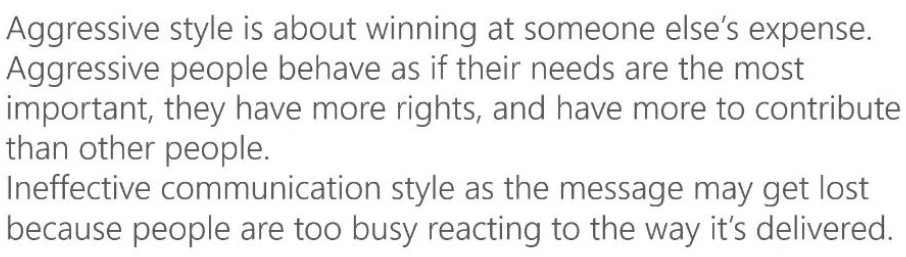 Aggressive style is about winning at someone else's expense.
Aggressive people behave as if their needs are the most
important, they have more rights, and have more to contribute
than other people.
Ineffective communication style as the message may get lost
because people are too busy reacting to the way it's delivered.